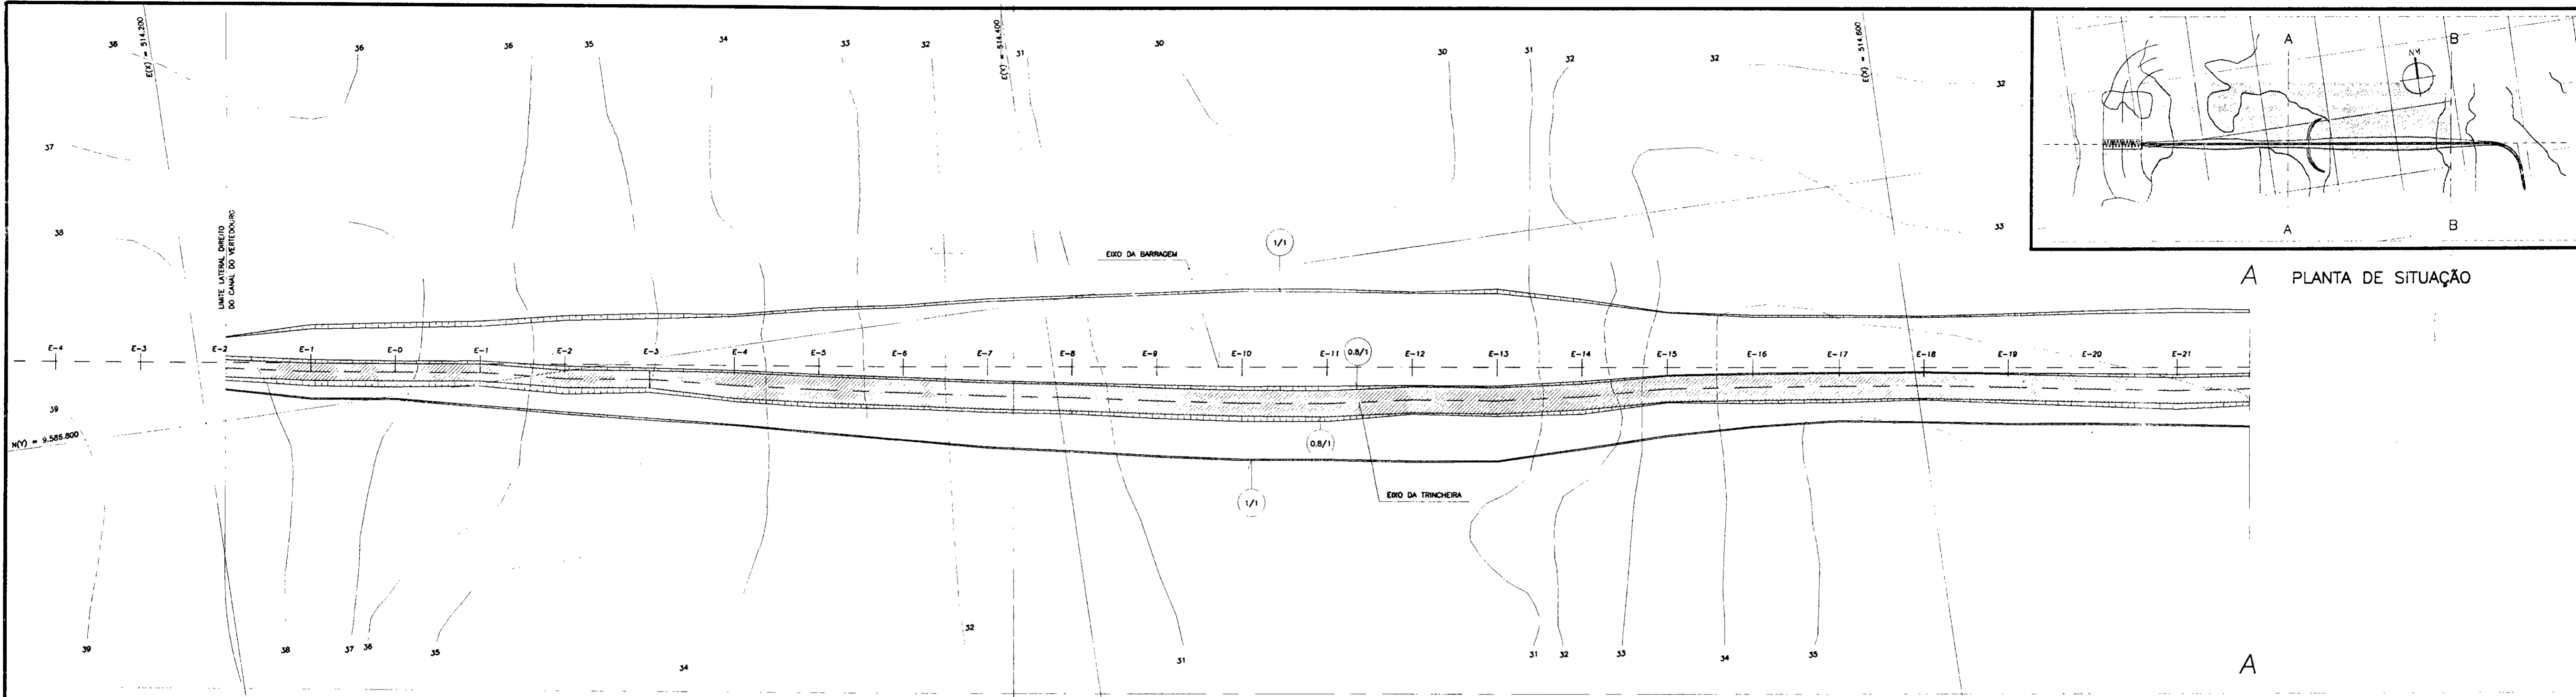 36
36
36
35
34
33
32
31
30
30
31
32
32
32
E(X) = 514.200
E(X) = 514.400
E(X) = 514.600
37
38
33
LIMITE LATERAL DIREITO
DO CANAL DO VERTEDOURO
EIXO DA BARRAGEM
1/1
A
B
NM
A
B
A PLANTA DE SITUAÇÃO
E-4
E-3
E-2
E-1
E-0
E-1
E-2
E-3
E-4
E-5
E-6
E-7
E-8
E-9
E-10
E-11
0.8/1
E-12
E-13
E-14
E-15
E-16
E-17
E-18
E-19
E-20
E-21
39
N(Y) = 9.586.800
0.8/1
1/1
EIXO DA TRINCHEIRA
39
38
37
36
35
34
32
31
31
32
33
34
35
A